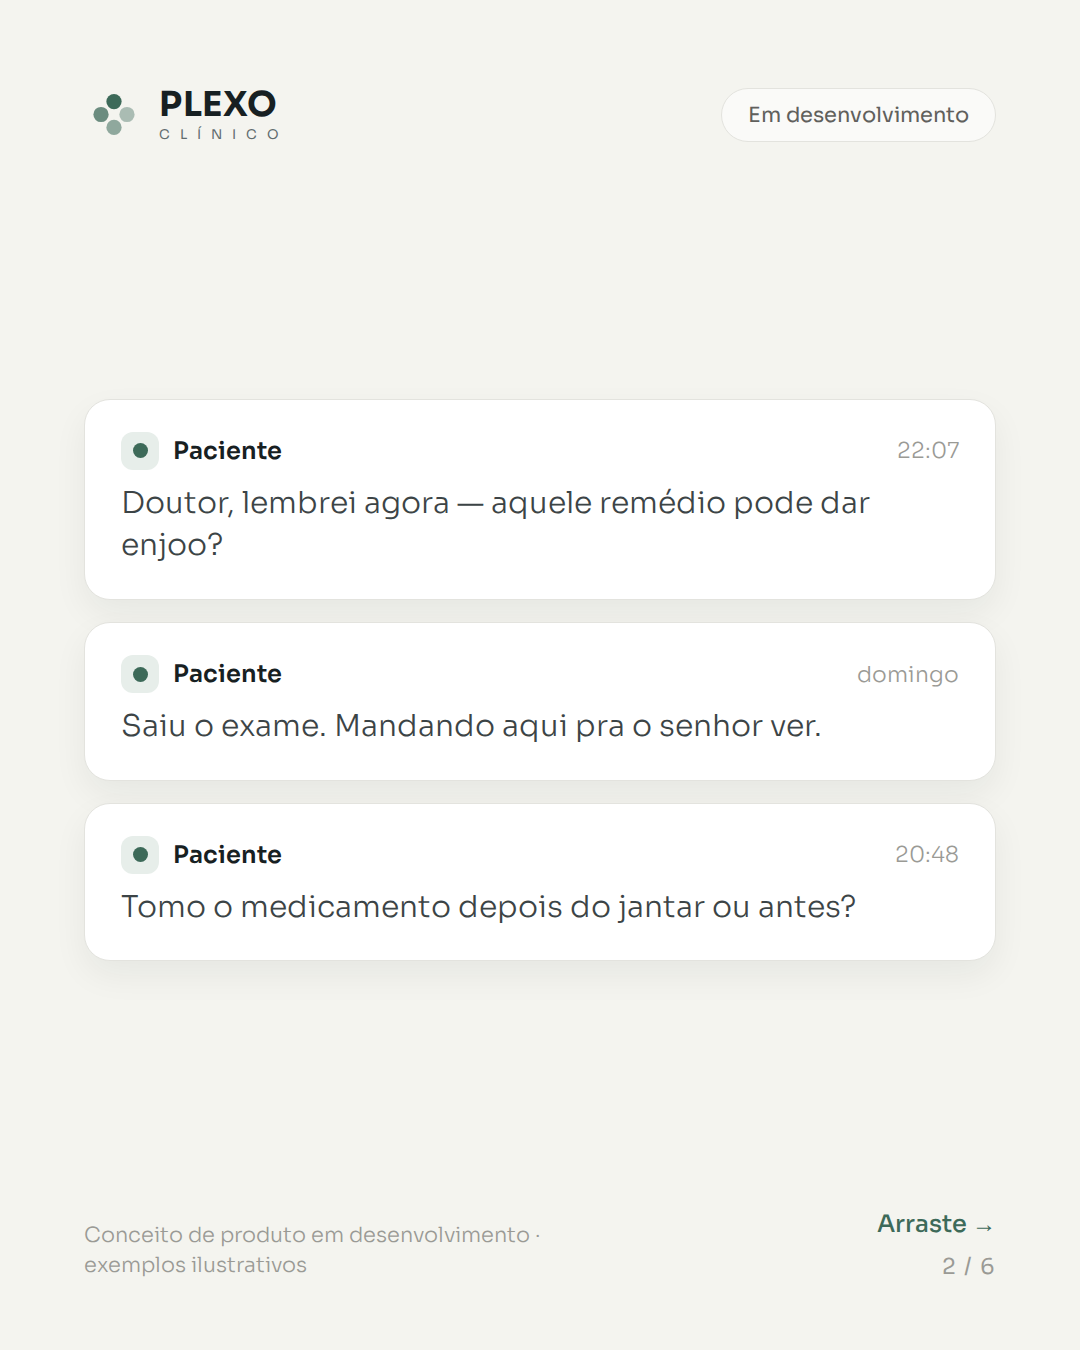 PLEXO
CLÍNICO
Em desenvolvimento
Paciente
22:07
Doutor, lembrei agora — aquele remédio pode dar
enjoo?
Paciente
domingo
Saiu o exame. Mandando aqui pra o senhor ver.
Paciente
20:48
Tomo o medicamento depois do jantar ou antes?
Conceito de produto em desenvolvimento ·
exemplos ilustrativos
Arraste →
2 / 6